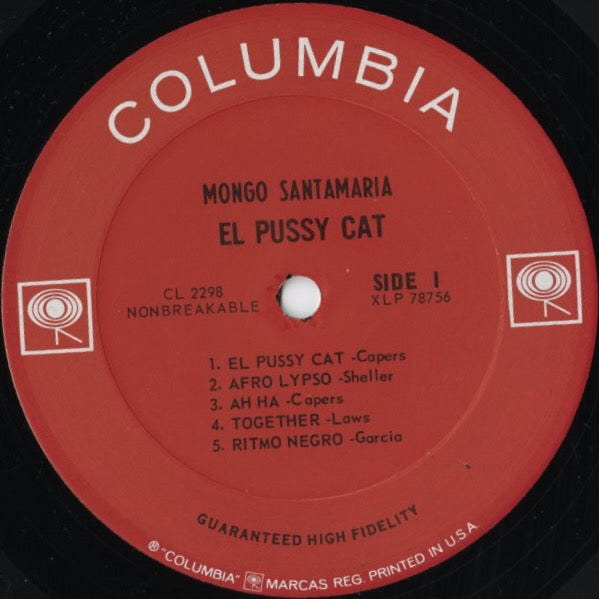 COLUMBIA
MONGO SANTAMARIA
EL PUSSY CAT
CL 2298
NONBREAKABLE
SIDE I
XLP 78756
1. EL PUSSY CAT -Capers
2. AFRO LYPSO -Sheller
3. AH HA -Capers
4. TOGETHER -Laws
5. RITMO NEGRO -Garcia
GUARANTEED HIGH FIDELITY
® "COLUMBIA" MARCAS REG. PRINTED IN U.S.A.